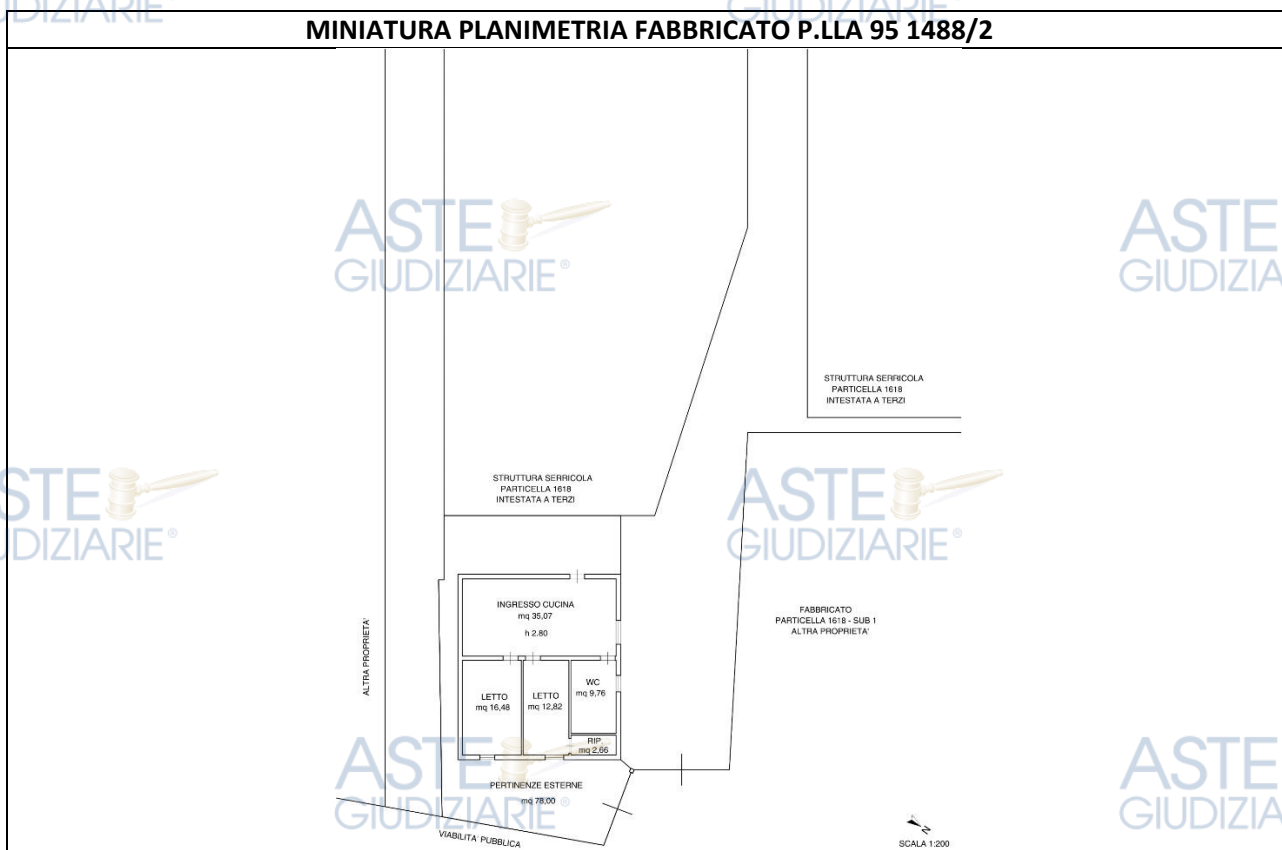 MINIATURA PLANIMETRIA FABBRICATO P.LLA 95 1488/2
ASTE
GIUDIZIARIE®
ASTE
GIUDIZIA
STRUTTURA SERRICOLA
PARTICELLA 1618
INTESTATA A TERZI
STRUTTURA SERRICOLA
PARTICELLA 1618
INTESTATA A TERZI
STE
UDIZIARIE®
ASTE
GIUDIZIARIE®
INGRESSO CUCINA
mq 35,07
h 2.80
FABBRICATO
PARTICELLA 1618 - SUB 1
ALTRA PROPRIETA'
ALTRA PROPRIETA'
LETTO
mq 16,48
LETTO
mq 12,82
WC
mq 9,76
RIP.
mq 2,66
ASTE
GIUDIZIARIE®
ASTE
GIUDIZIA
PERTINENZE ESTERNE
mq 78,00
VIABILITA' PUBBLICA
N
SCALA 1:200